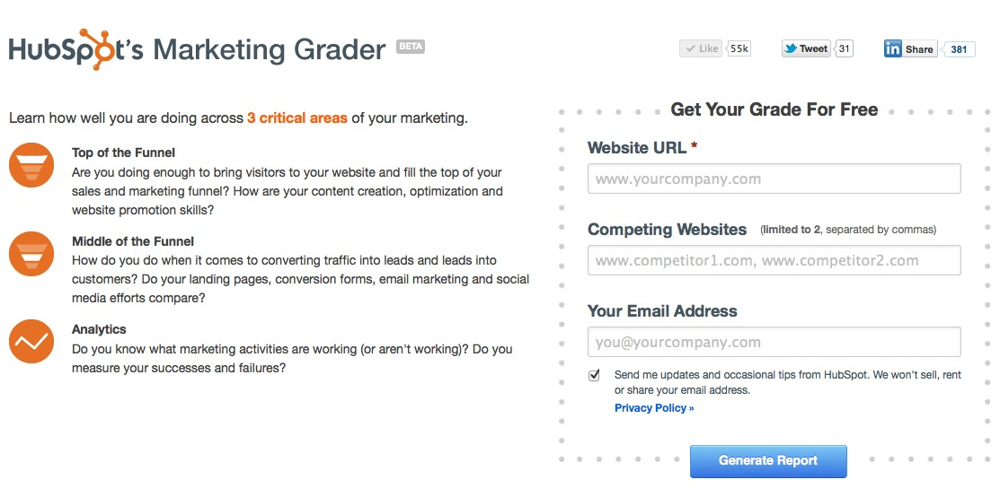 HubSpot's Marketing Grader BETA
Like 55k Tweet 31 in Share 381
Learn how well you are doing across 3 critical areas of your marketing.
Top of the Funnel
Are you doing enough to bring visitors to your website and fill the top of your
sales and marketing funnel? How are your content creation, optimization and
website promotion skills?
Middle of the Funnel
How do you do when it comes to converting traffic into leads and leads into
customers? Do your landing pages, conversion forms, email marketing and social
media efforts compare?
Analytics
Do you know what marketing activities are working (or aren't working)? Do you
measure your successes and failures?
Get Your Grade For Free
Website URL *
www.yourcompany.com
Competing Websites (limited to 2, separated by commas)
www.competitor1.com, www.competitor2.com
Your Email Address
you@yourcompany.com
Send me updates and occasional tips from HubSpot. We won't sell, rent
or share your email address.
Privacy Policy »
Generate Report